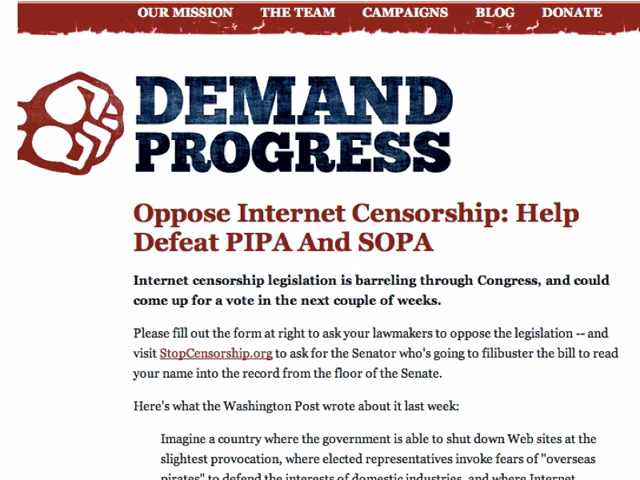 OUR MISSION THE TEAM CAMPAIGNS BLOG DONATE
DEMAND
PROGRESS
Oppose Internet Censorship: Help
Defeat PIPA And SOPA
Internet censorship legislation is barreling through Congress, and could
come up for a vote in the next couple of weeks.
Please fill out the form at right to ask your lawmakers to oppose the legislation -- and
visit StopCensorship.org to ask for the Senator who's going to filibuster the bill to read
your name into the record from the floor of the Senate.
Here's what the Washington Post wrote about it last week:
Imagine a country where the government is able to shut down Web sites at the
slightest provocation, where elected representatives invoke fears of "overseas
pirates" to defend the interests of domestic industries, and where Internet